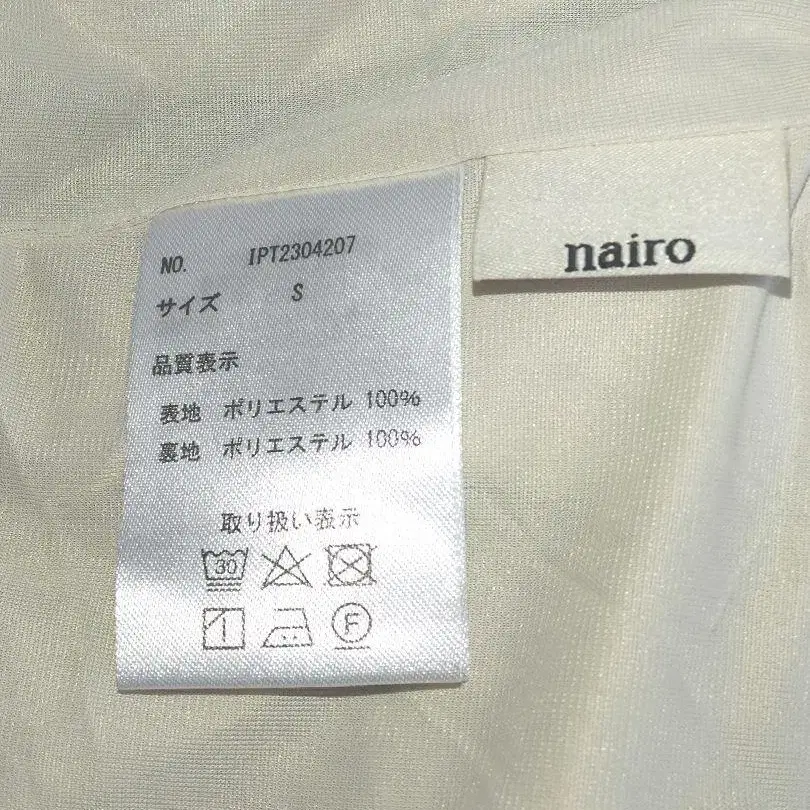 nairo
NO. IPT2304207
サイズ S
品質表示
表地 ポリエステル 100%
裏地 ポリエステル 100%
取り扱い表示
30
F